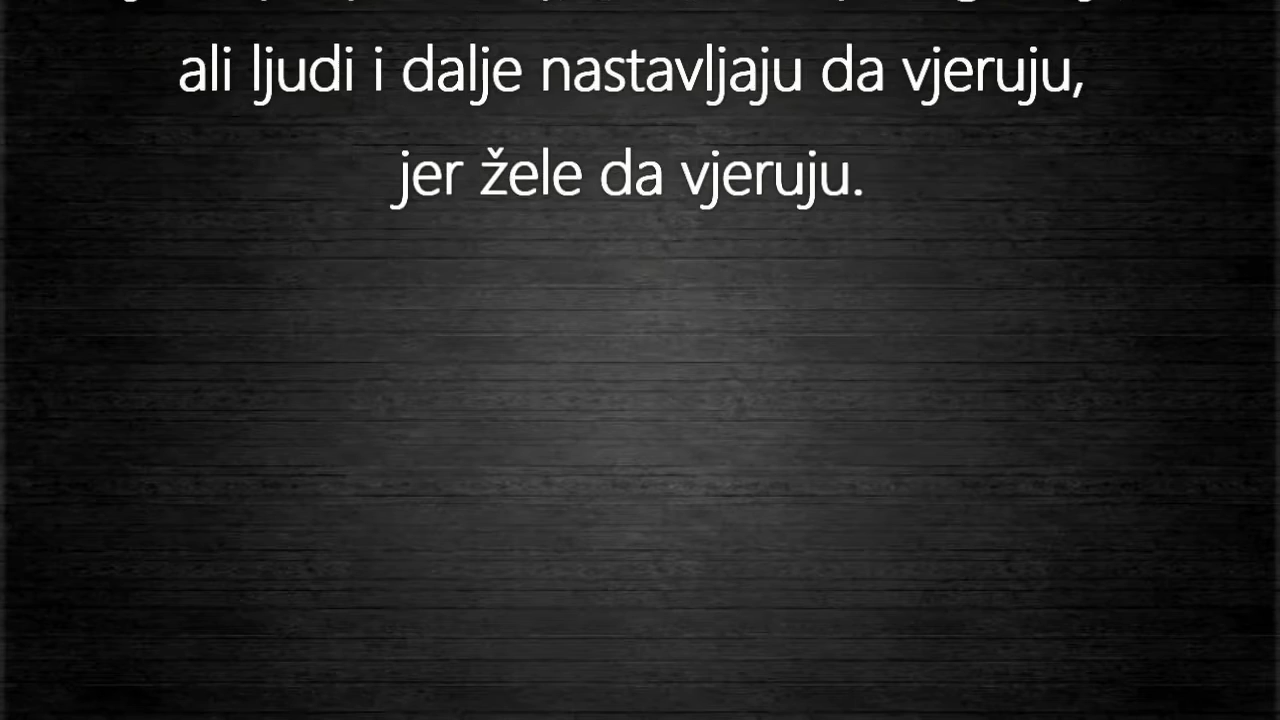 ali ljudi i dalje nastavljaju da vjeruju,
jer žele da vjeruju.